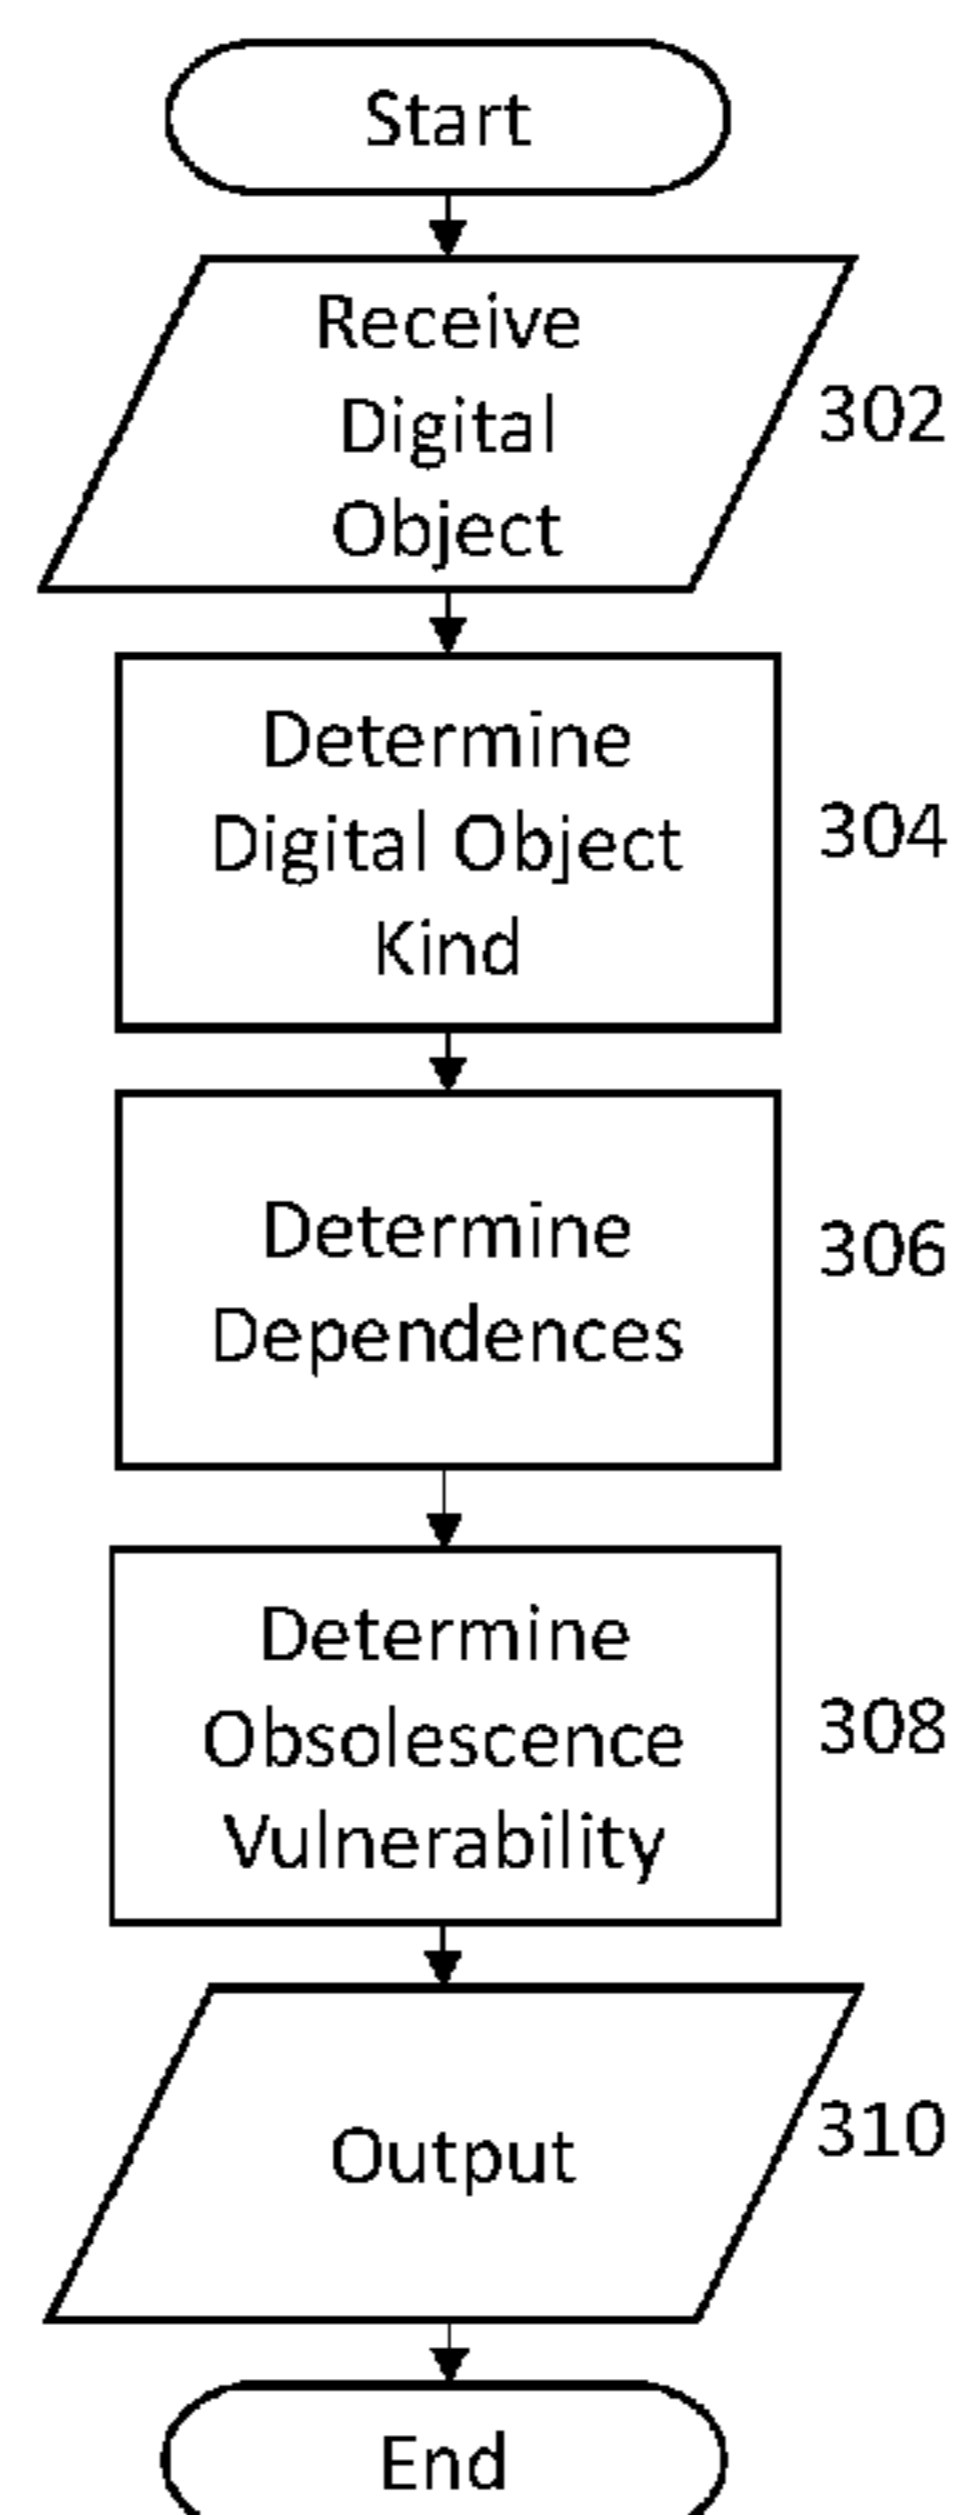 Start
Receive
Digital
Object
302
Determine
Digital Object
Kind
304
Determine
Dependences
306
Determine
Obsolescence
Vulnerability
308
Output
310
End